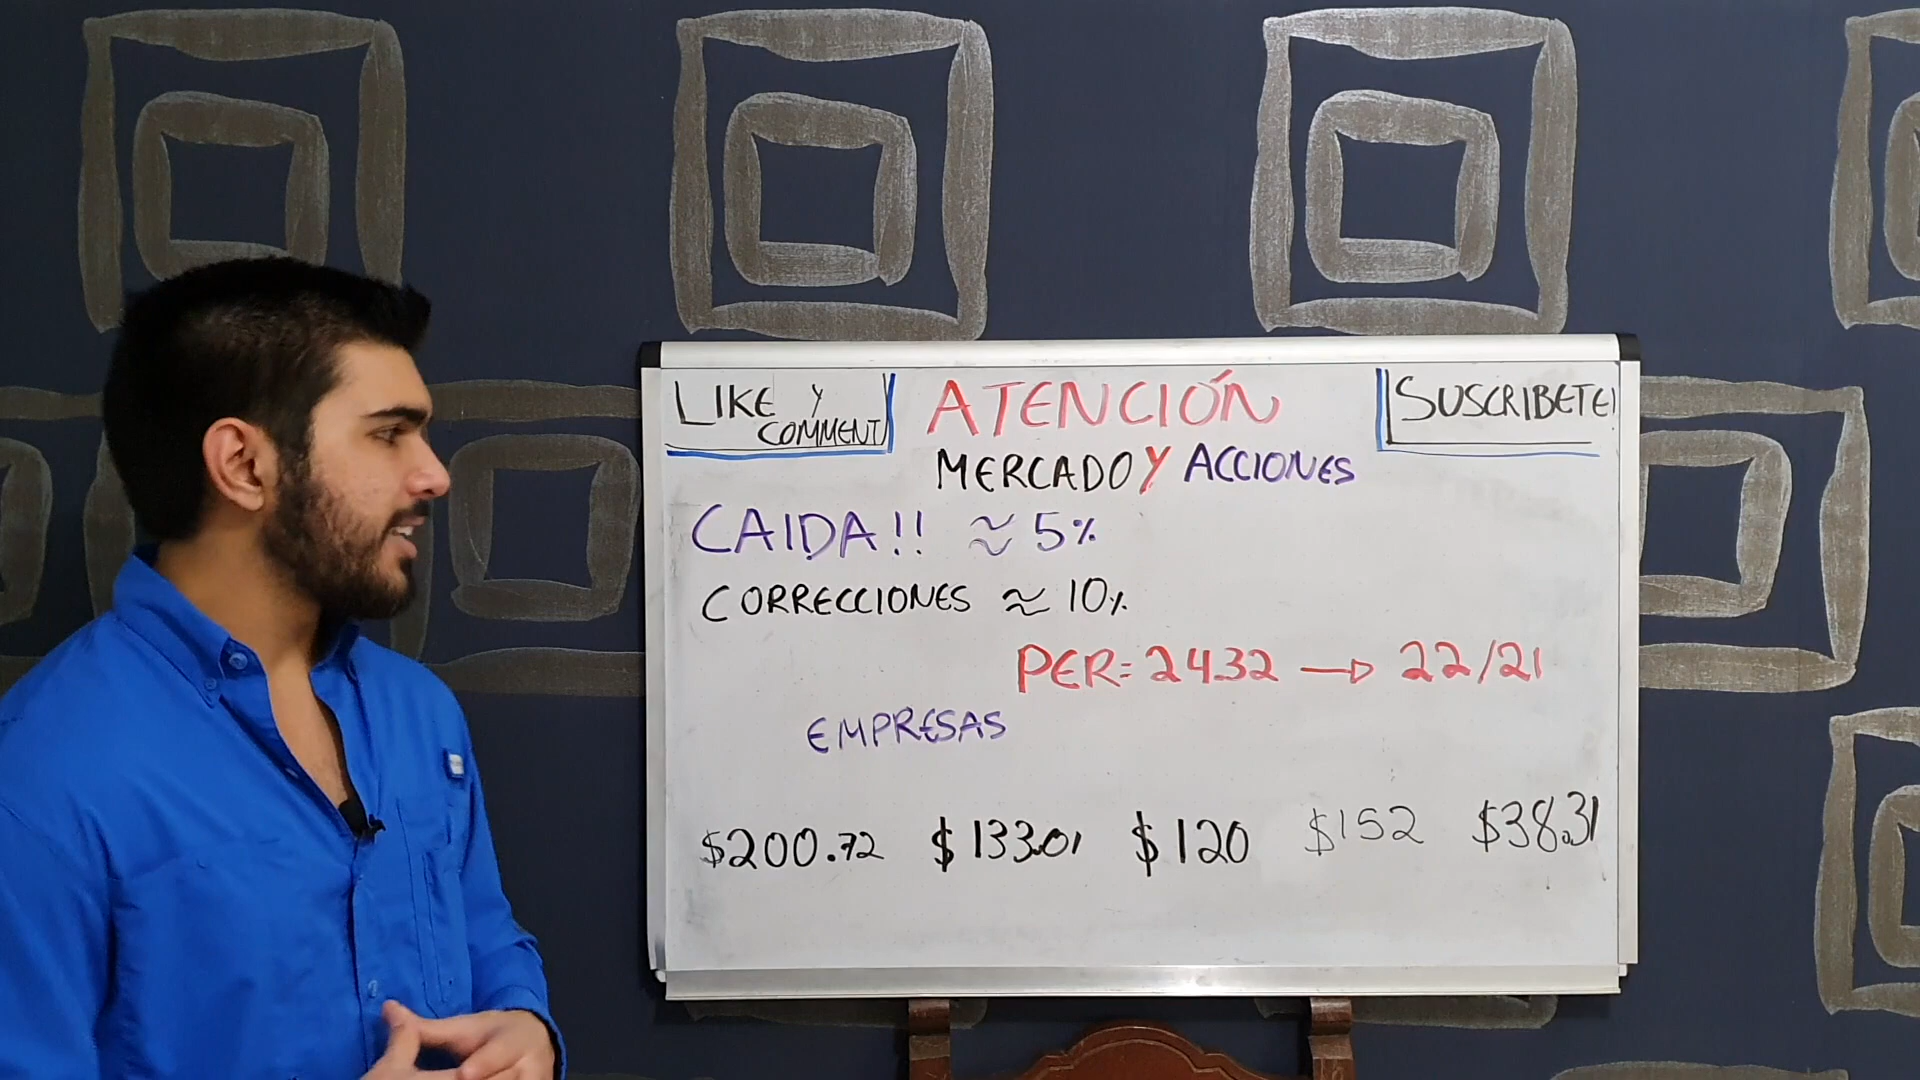 LIKE Y COMMENT
ATENCIÓN
SUSCRIBETE!
MERCADO Y ACCIONES
CAIDA!! ≈ 5%
CORRECCIONES ≈ 10%
PER = 24.32 → 22/21
EMPRESAS
$200.72 $133.01 $120 $152 $38.31